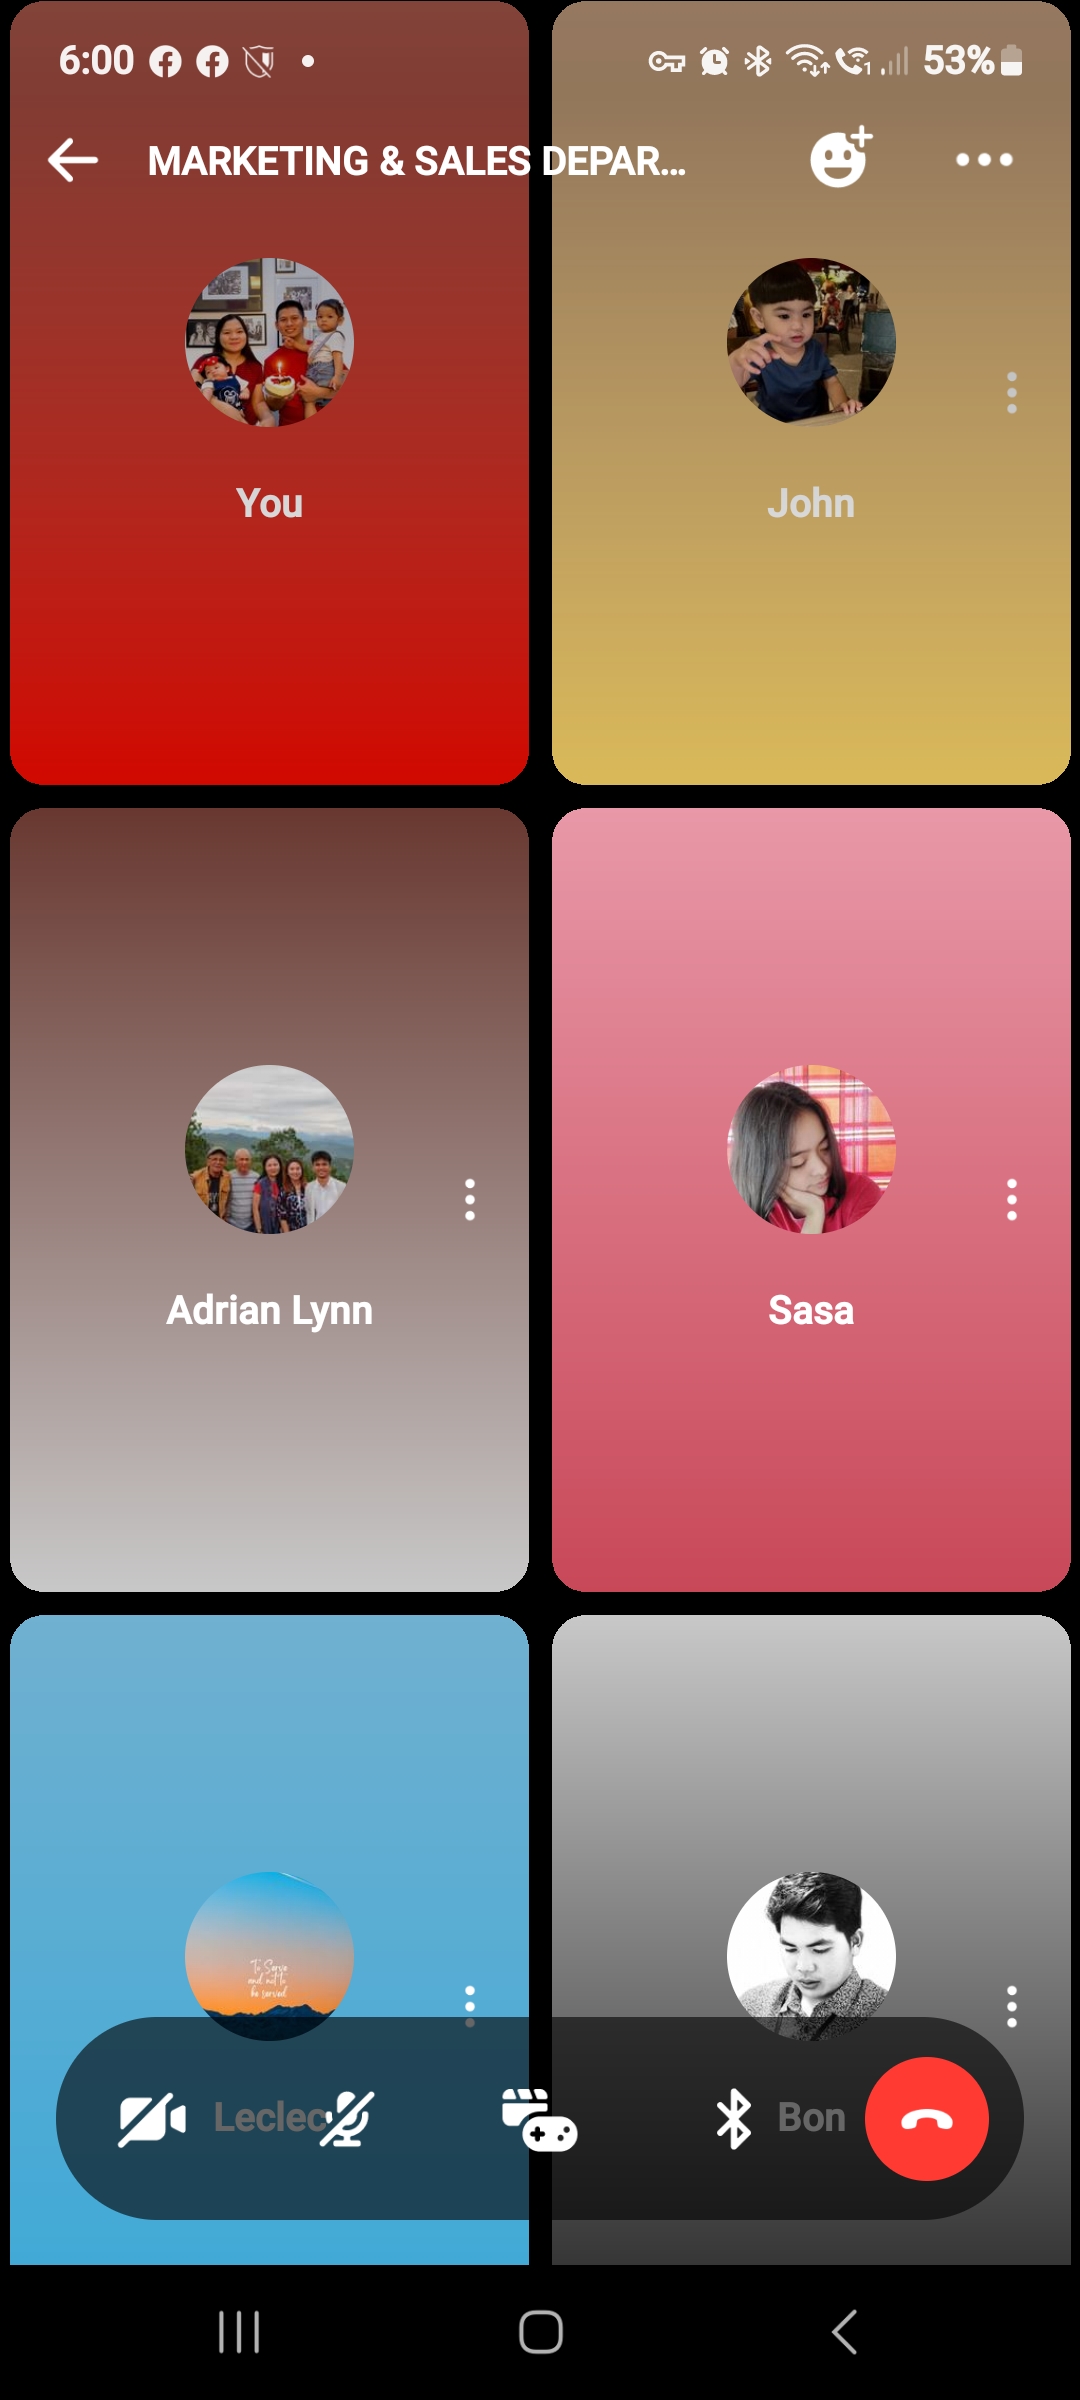 6:00 53%
MARKETING & SALES DEPAR...
You John
Adrian Lynn Sasa
To Serve
and not to
be served
Leclec Bon